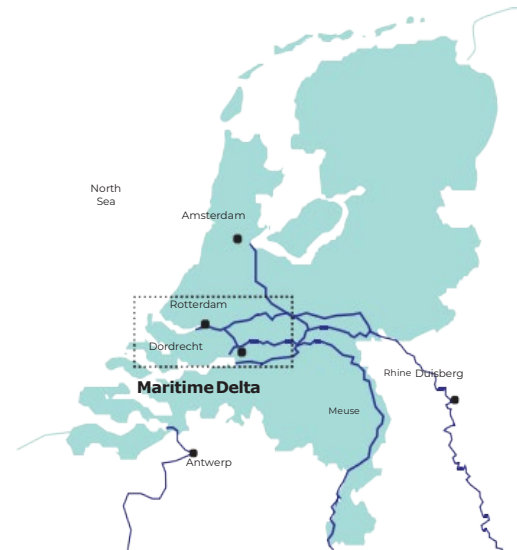 North
Sea
Amsterdam
Rotterdam
Dordrecht
Rhine Duisberg
Maritime Delta
Meuse
Antwerp